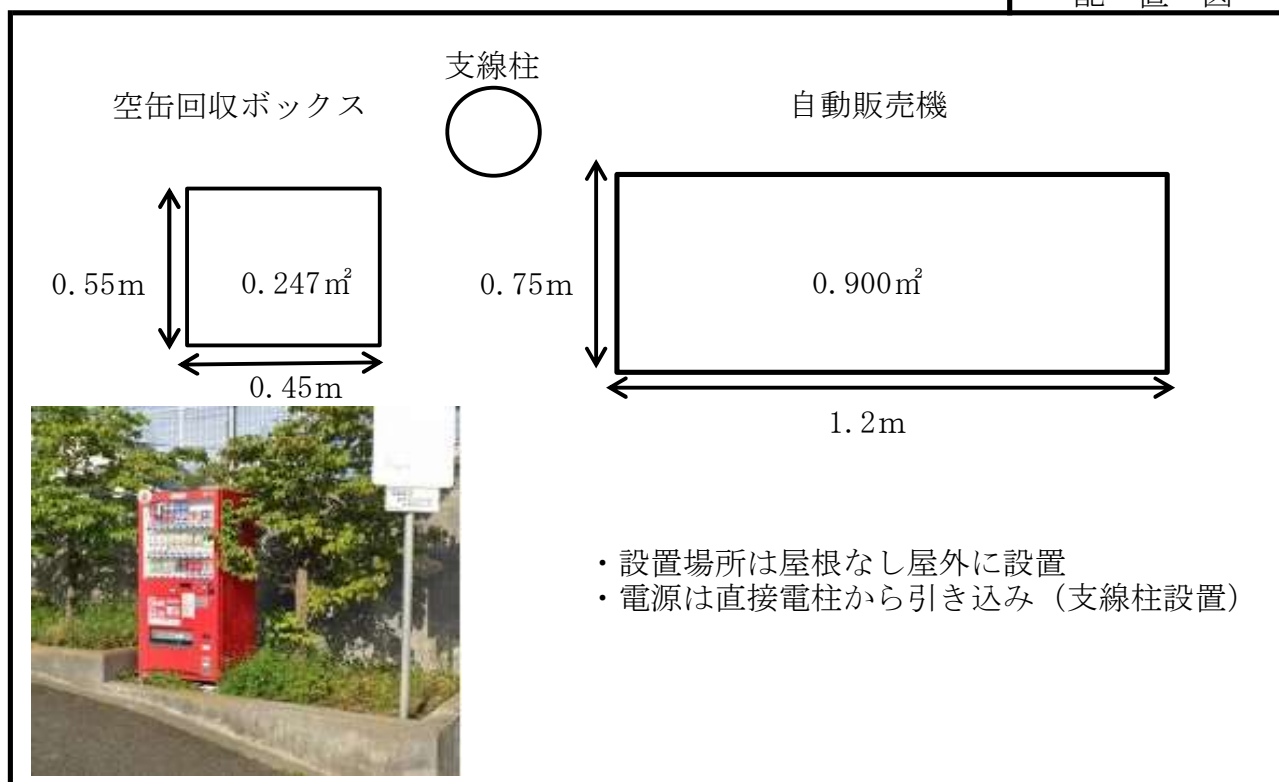 配 置 図
支線柱
空缶回収ボックス
自動販売機
0.55m
0.247㎡
0.75m
0.900㎡
0.45m
1.2m
・設置場所は屋根なし屋外に設置
・電源は直接電柱から引き込み（支線柱設置）